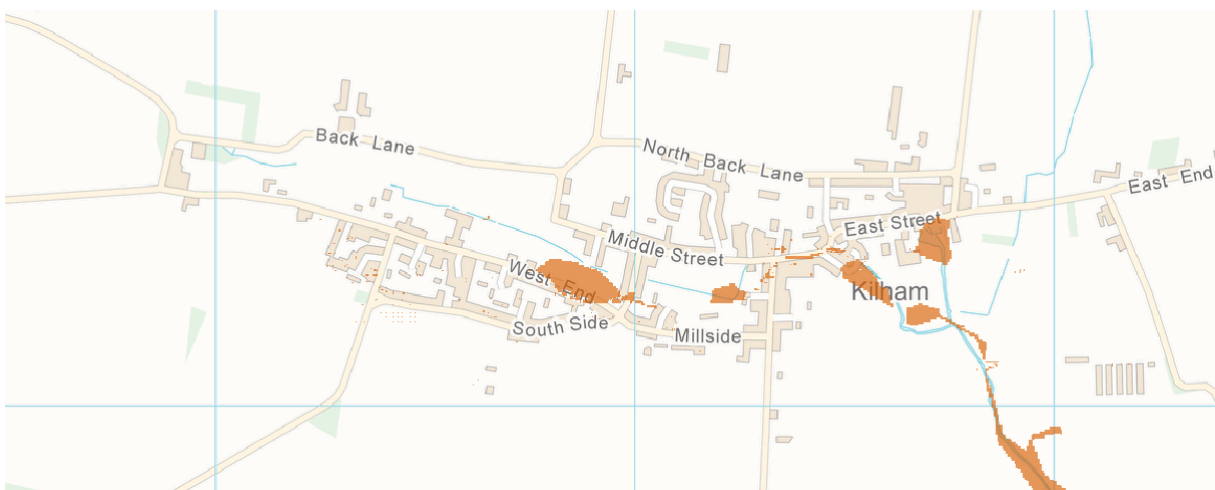 Back Lane
North Back Lane
East End
East Street
Middle Street
West End
Kilham
South Side
Millside